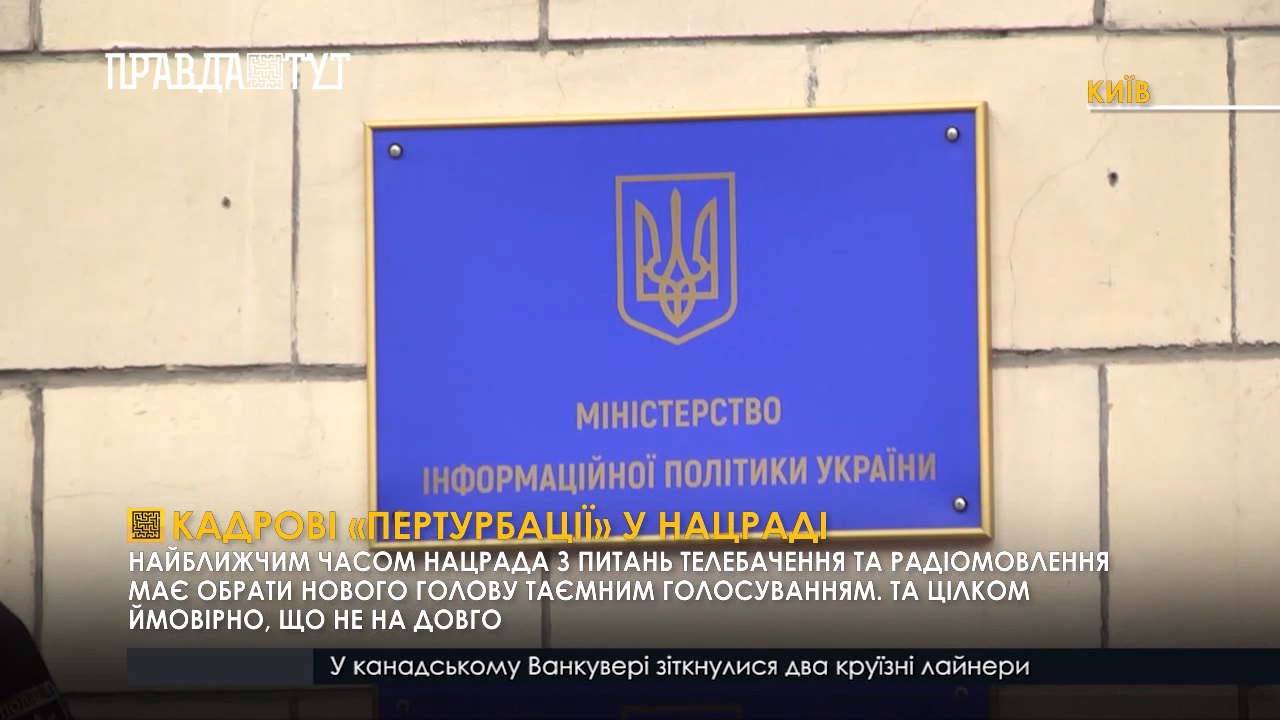 ПРАВДА ТУТ
КИЇВ
МІНІСТЕРСТВО
ІНФОРМАЦІЙНОЇ ПОЛІТИКИ УКРАЇНИ
КАДРОВІ «ПЕРТУРБАЦІЇ» У НАЦРАДІ
НАЙБЛИЖЧИМ ЧАСОМ НАЦРАДА З ПИТАНЬ ТЕЛЕБАЧЕННЯ ТА РАДІОМОВЛЕННЯ
МАЄ ОБРАТИ НОВОГО ГОЛОВУ ТАЄМНИМ ГОЛОСУВАННЯМ. ТА ЦІЛКОМ
ЙМОВІРНО, ЩО НЕ НА ДОВГО
У канадському Ванкувері зіткнулися два круїзні лайнери